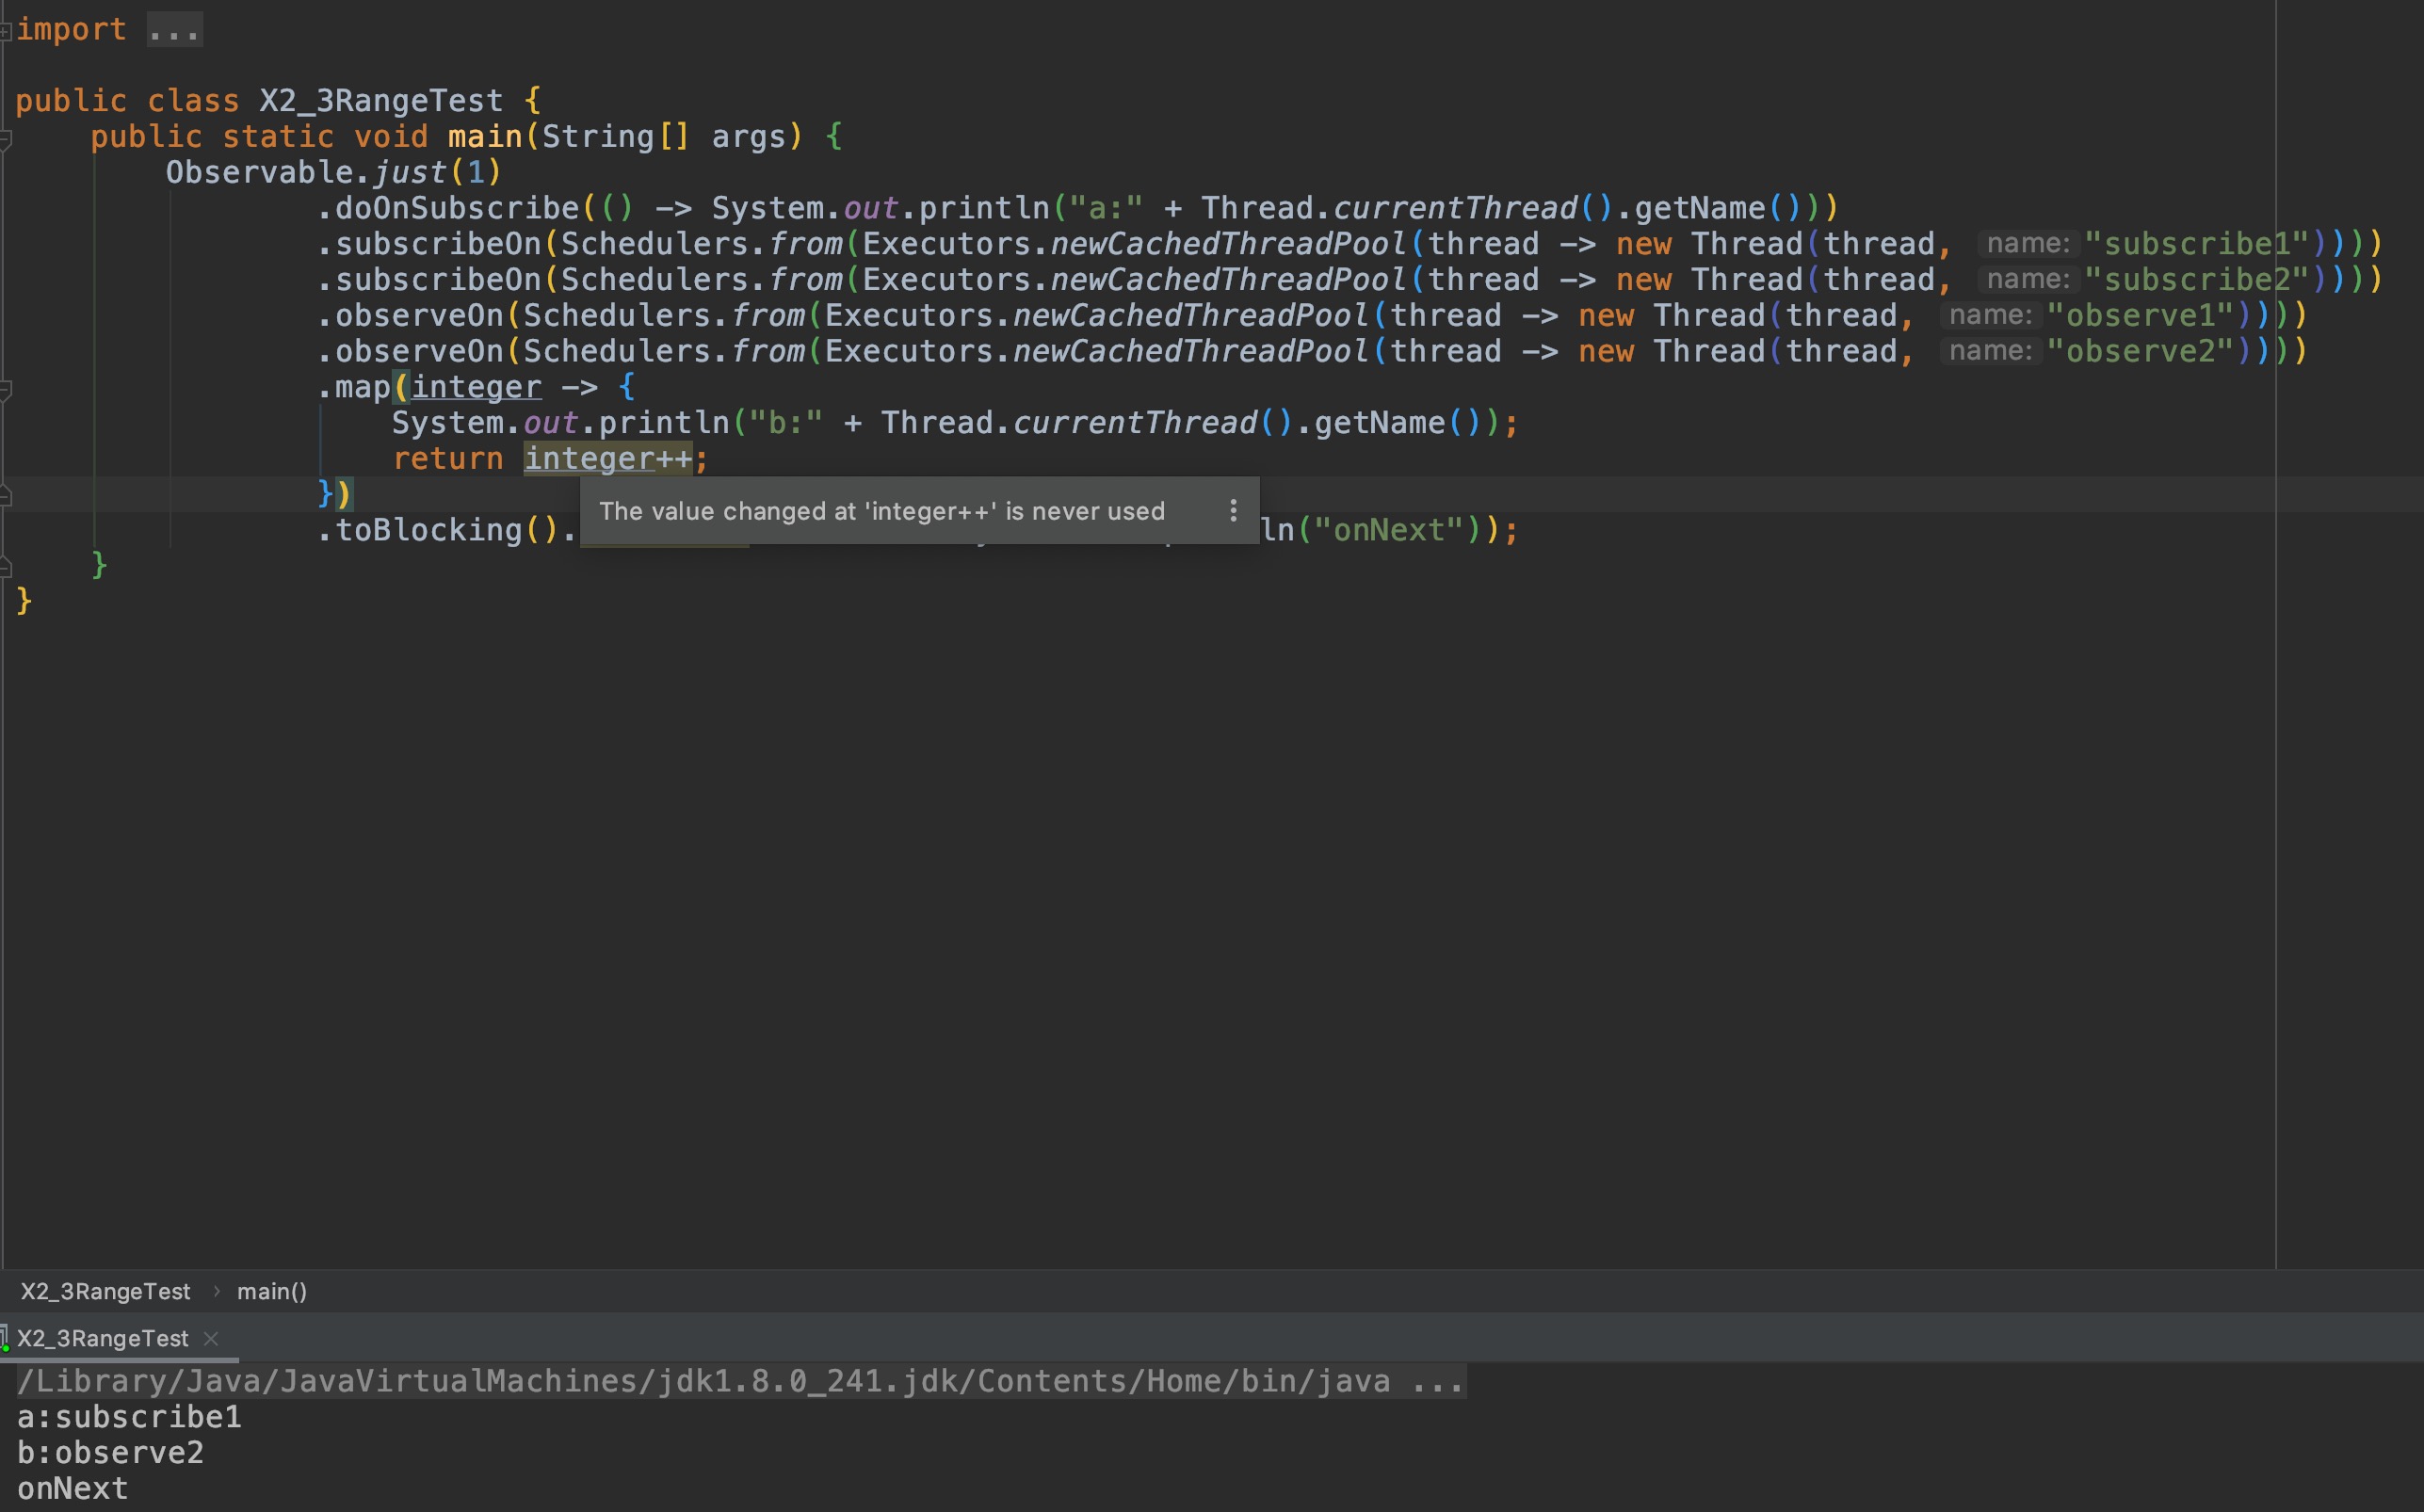 import ...
public class X2_3RangeTest {
public static void main(String[] args) {
Observable.just(1)
.doOnSubscribe(() -> System.out.println("a:" + Thread.currentThread().getName()))
.subscribeOn(Schedulers.from(Executors.newCachedThreadPool(thread -> new Thread(thread, name: "subscribe1"))))
.subscribeOn(Schedulers.from(Executors.newCachedThreadPool(thread -> new Thread(thread, name: "subscribe2"))))
.observeOn(Schedulers.from(Executors.newCachedThreadPool(thread -> new Thread(thread, name: "observe1"))))
.observeOn(Schedulers.from(Executors.newCachedThreadPool(thread -> new Thread(thread, name: "observe2"))))
.map(integer -> {
System.out.println("b:" + Thread.currentThread().getName());
return integer++;
})
The value changed at 'integer++' is never used
.toBlocking(). ln("onNext"));
}
}
X2_3RangeTest > main()
X2_3RangeTest ×
/Library/Java/JavaVirtualMachines/jdk1.8.0_241.jdk/Contents/Home/bin/java ...
a:subscribe1
b:observe2
onNext